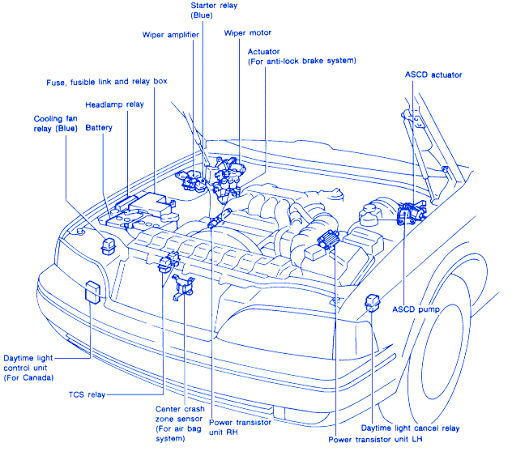 Starter relay
(Blue)
Wiper amplifier
Wiper motor
Actuator
(For anti-lock brake system)
ASCD actuator
Fuse, fusible link and relay box
Headlamp relay
Cooling fan
relay (Blue)
Battery
ASCD pump
Daytime light
control unit
(For Canada)
TCS relay
Center crash
zone sensor
(For air bag
system)
Power transistor
unit RH
Daytime light cancel relay
Power transistor unit LH